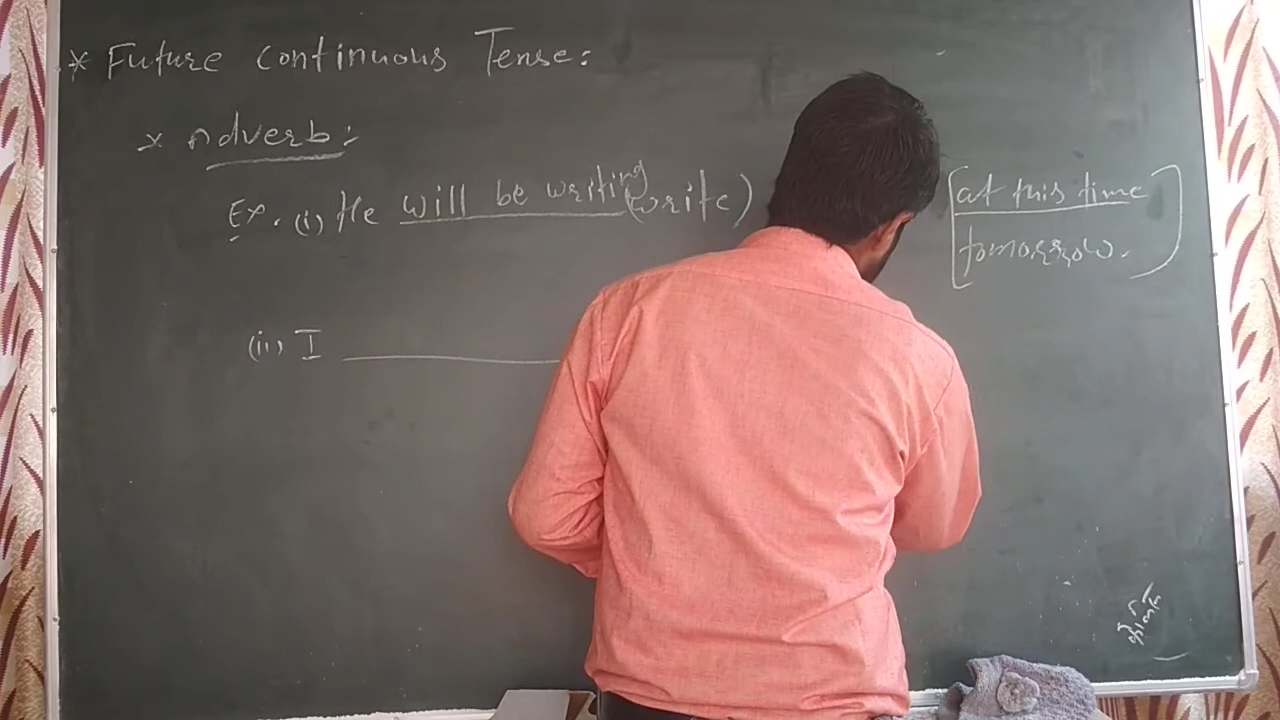 * Future continuous Tense:
* Adverb:
Ex. (i) He will be writing (write) [at this time
tomorrow.]
(ii) I